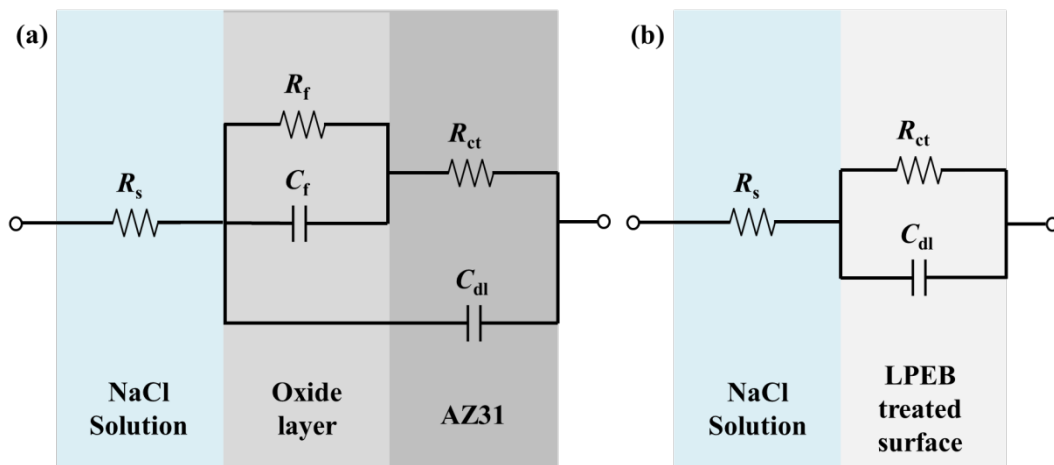 (a)
Rf
Rct
Cf
Rs
Cdl
NaCl
Solution
Oxide
layer
AZ31
(b)
Rct
Rs
Cdl
NaCl
Solution
LPEB
treated
surface